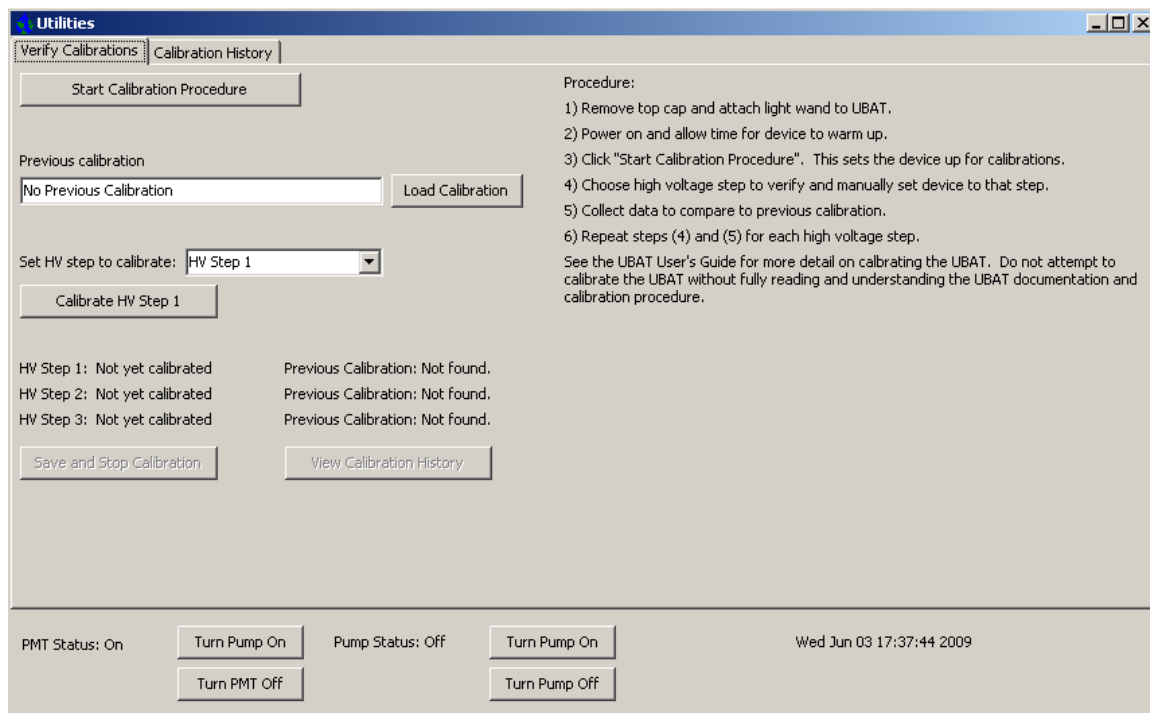 Utilities
Verify Calibrations
Calibration History
Start Calibration Procedure
Previous calibration
No Previous Calibration
Load Calibration
Set HV step to calibrate:
HV Step 1
Calibrate HV Step 1
HV Step 1: Not yet calibrated
Previous Calibration: Not found.
HV Step 2: Not yet calibrated
Previous Calibration: Not found.
HV Step 3: Not yet calibrated
Previous Calibration: Not found.
Save and Stop Calibration
View Calibration History
Procedure:
1) Remove top cap and attach light wand to UBAT.
2) Power on and allow time for device to warm up.
3) Click "Start Calibration Procedure". This sets the device up for calibrations.
4) Choose high voltage step to verify and manually set device to that step.
5) Collect data to compare to previous calibration.
6) Repeat steps (4) and (5) for each high voltage step.
See the UBAT User's Guide for more detail on calbrating the UBAT. Do not attempt to
calibrate the UBAT without fully reading and understanding the UBAT documentation and
calibration procedure.
PMT Status: On
Turn Pump On
Pump Status: Off
Turn Pump On
Wed Jun 03 17:37:44 2009
Turn PMT Off
Turn Pump Off